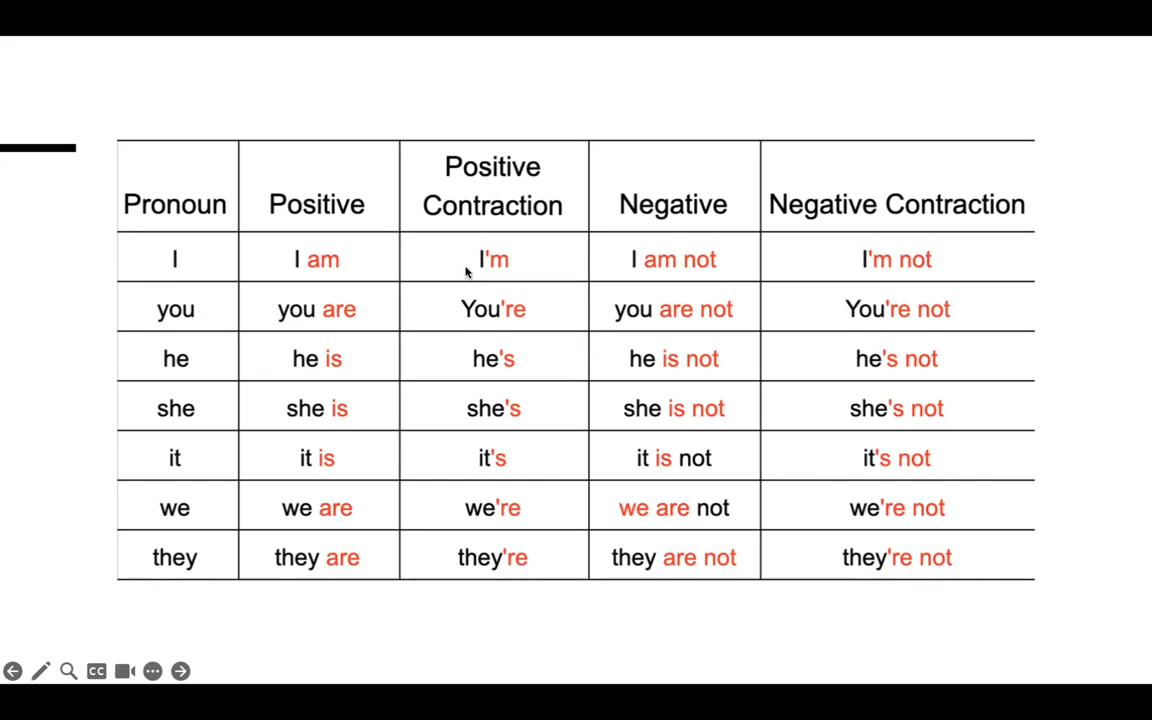 Pronoun Positive Positive Contraction Negative Negative Contraction
I I am I'm I am not I'm not
you you are You're you are not You're not
he he is he's he is not he's not
she she is she's she is not she's not
it it is it's it is not it's not
we we are we're we are not we're not
they they are they're they are not they're not
CC